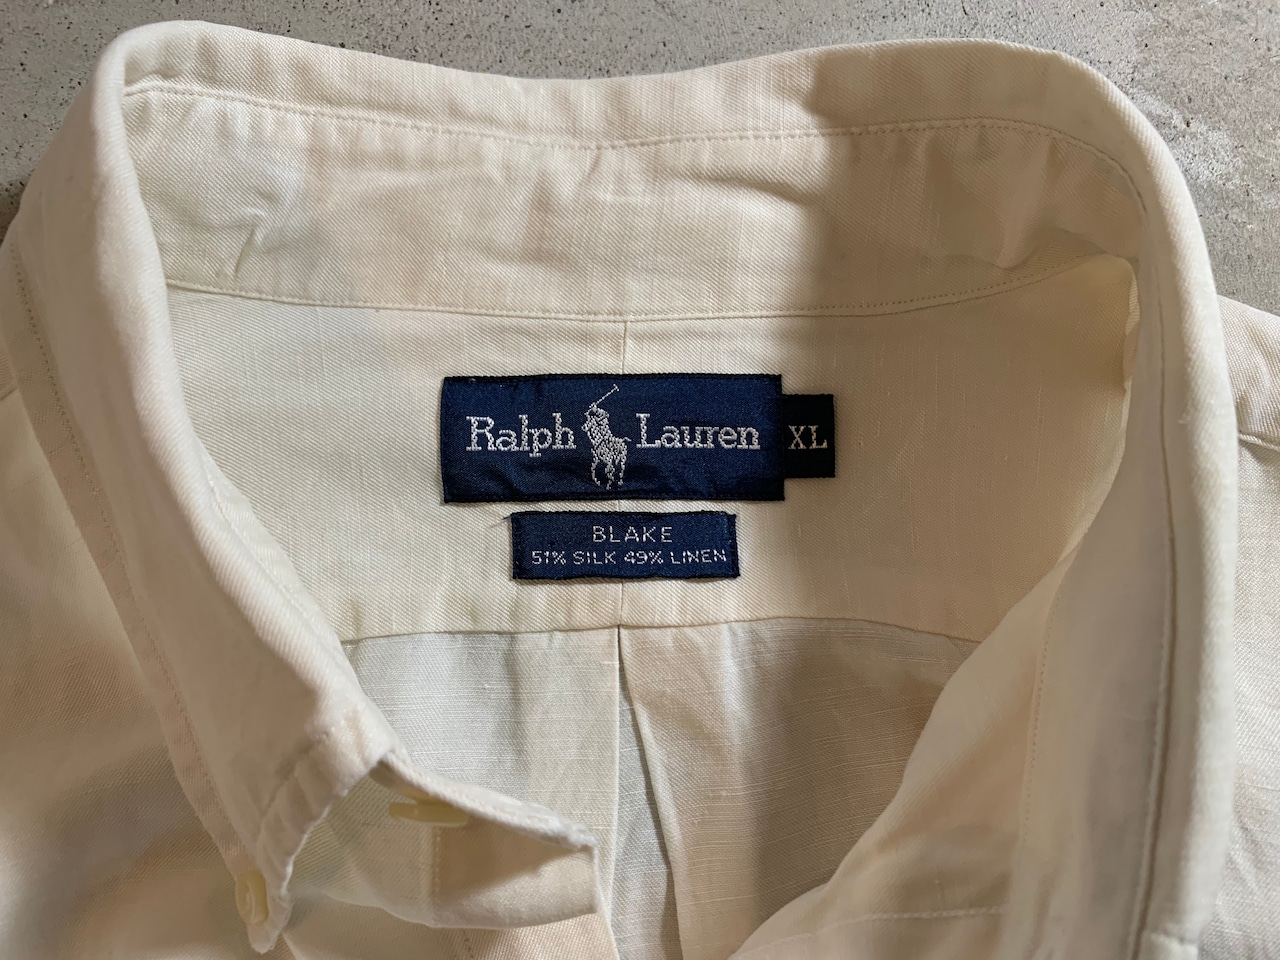 Ralph Lauren XL
BLAKE
51% SILK 49% LINEN